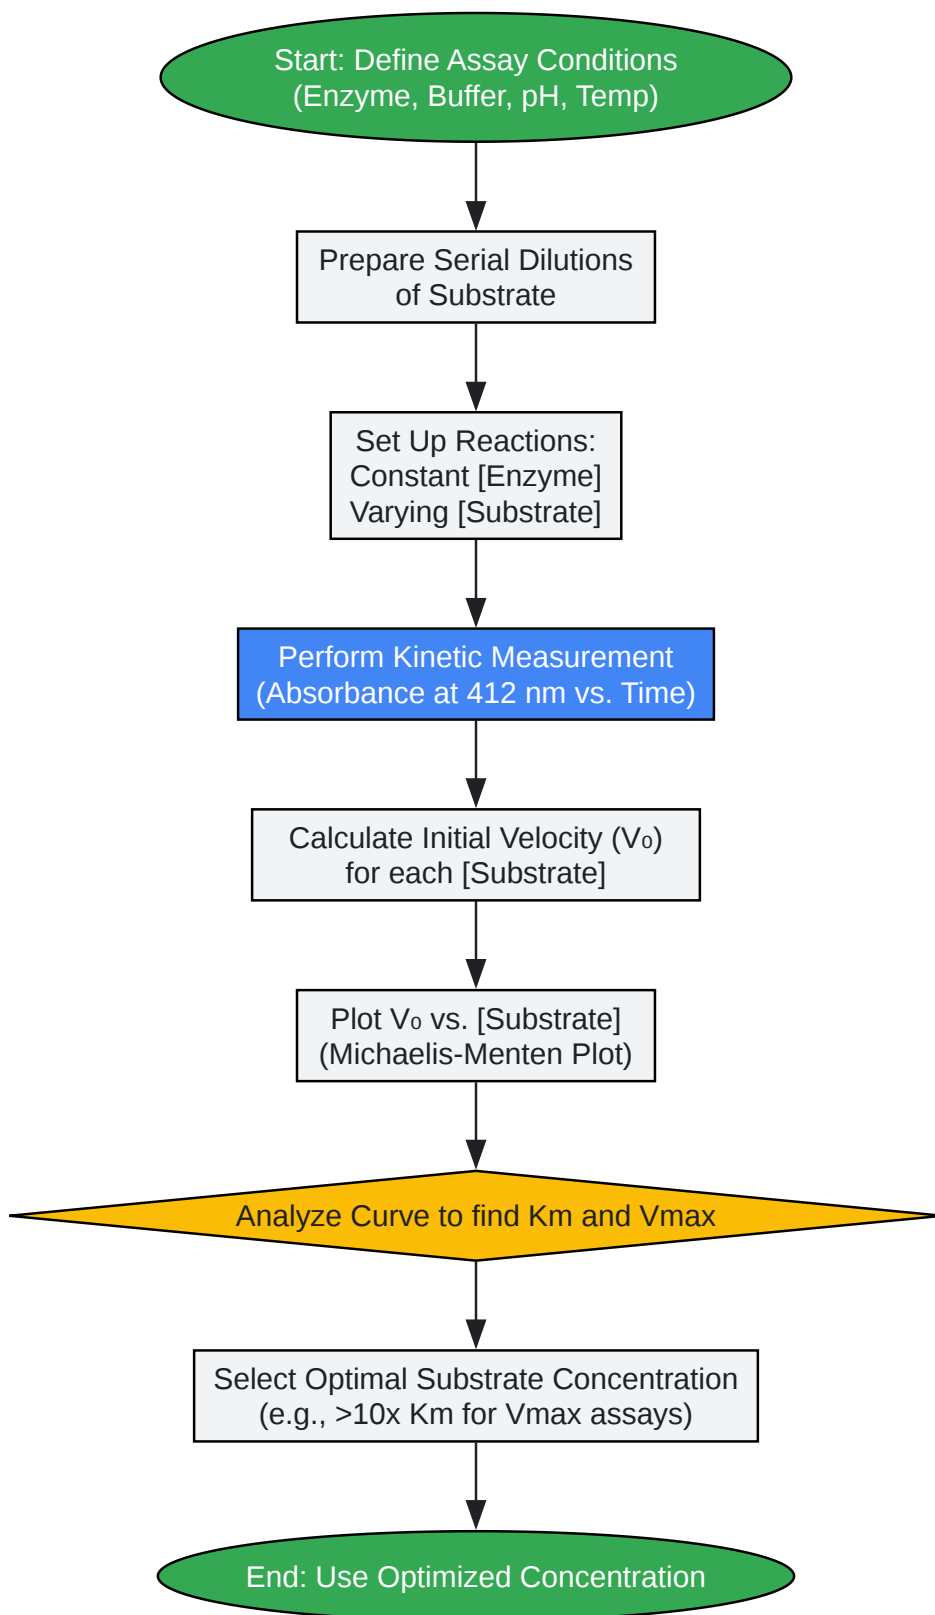 Start: Define Assay Conditions
(Enzyme, Buffer, pH, Temp)
Prepare Serial Dilutions
of Substrate
Set Up Reactions:
Constant [Enzyme]
Varying [Substrate]
Perform Kinetic Measurement
(Absorbance at 412 nm vs. Time)
Calculate Initial Velocity (V₀)
for each [Substrate]
Plot V₀ vs. [Substrate]
(Michaelis-Menten Plot)
Analyze Curve to find Km and Vmax
Select Optimal Substrate Concentration
(e.g., >10x Km for Vmax assays)
End: Use Optimized Concentration